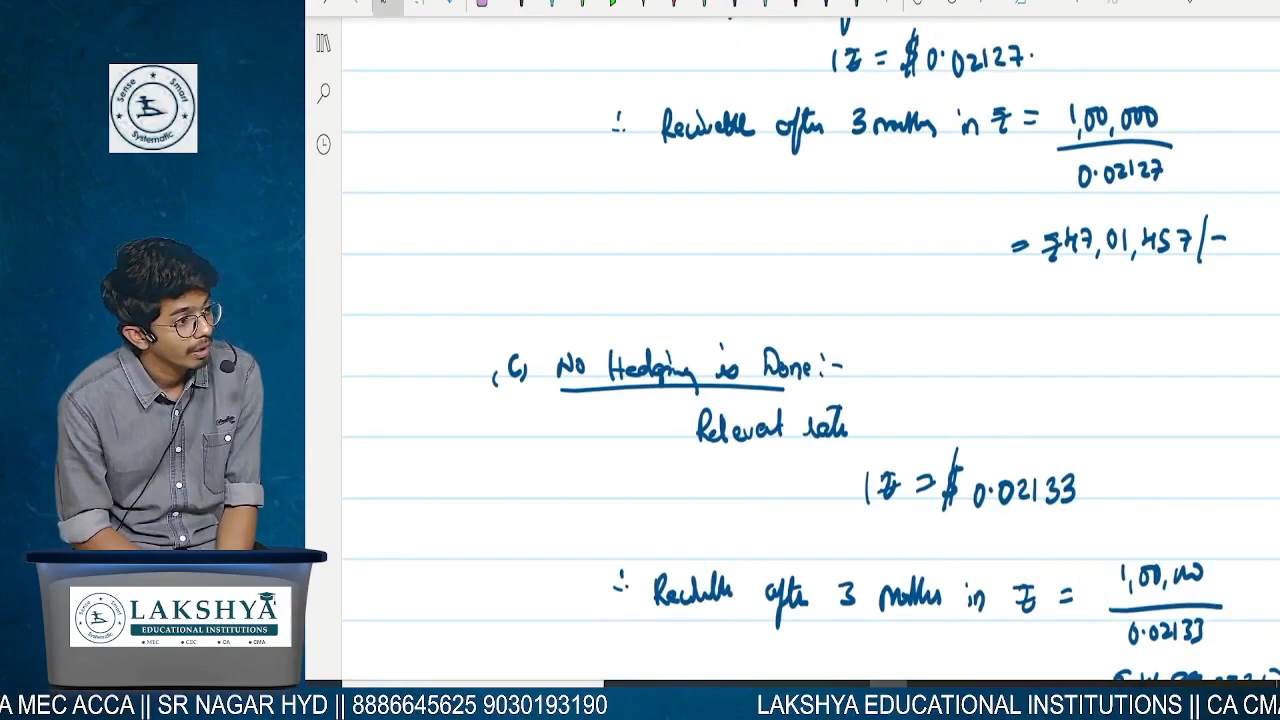 1₹ = $0.02127.
∴ Receivable after 3 months in ₹ = 1,00,000
0.02127
= ₹47,01,457/-
(c) No Hedging is Done:-
Relevant rate
1₹ = $0.02133
∴ Receivable after 3 months in ₹ = 1,00,000
0.02133
Sense Smart
Systematic
Sense Smart
Systematic
LAKSHYA
EDUCATIONAL INSTITUTIONS
• MEC • CEC • CA • CMA
A MEC ACCA || SR NAGAR HYD || 8886645625 9030193190 LAKSHYA EDUCATIONAL INSTITUTIONS || CA CM